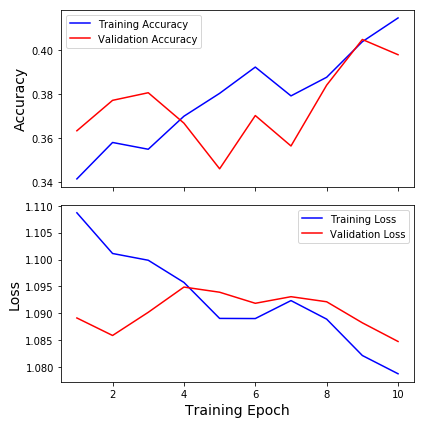 Training Accuracy
Validation Accuracy
Accuracy
0.40
0.38
0.36
0.34
Training Loss
Validation Loss
Loss
1.110
1.105
1.100
1.095
1.090
1.085
1.080
2 4 6 8 10
Training Epoch